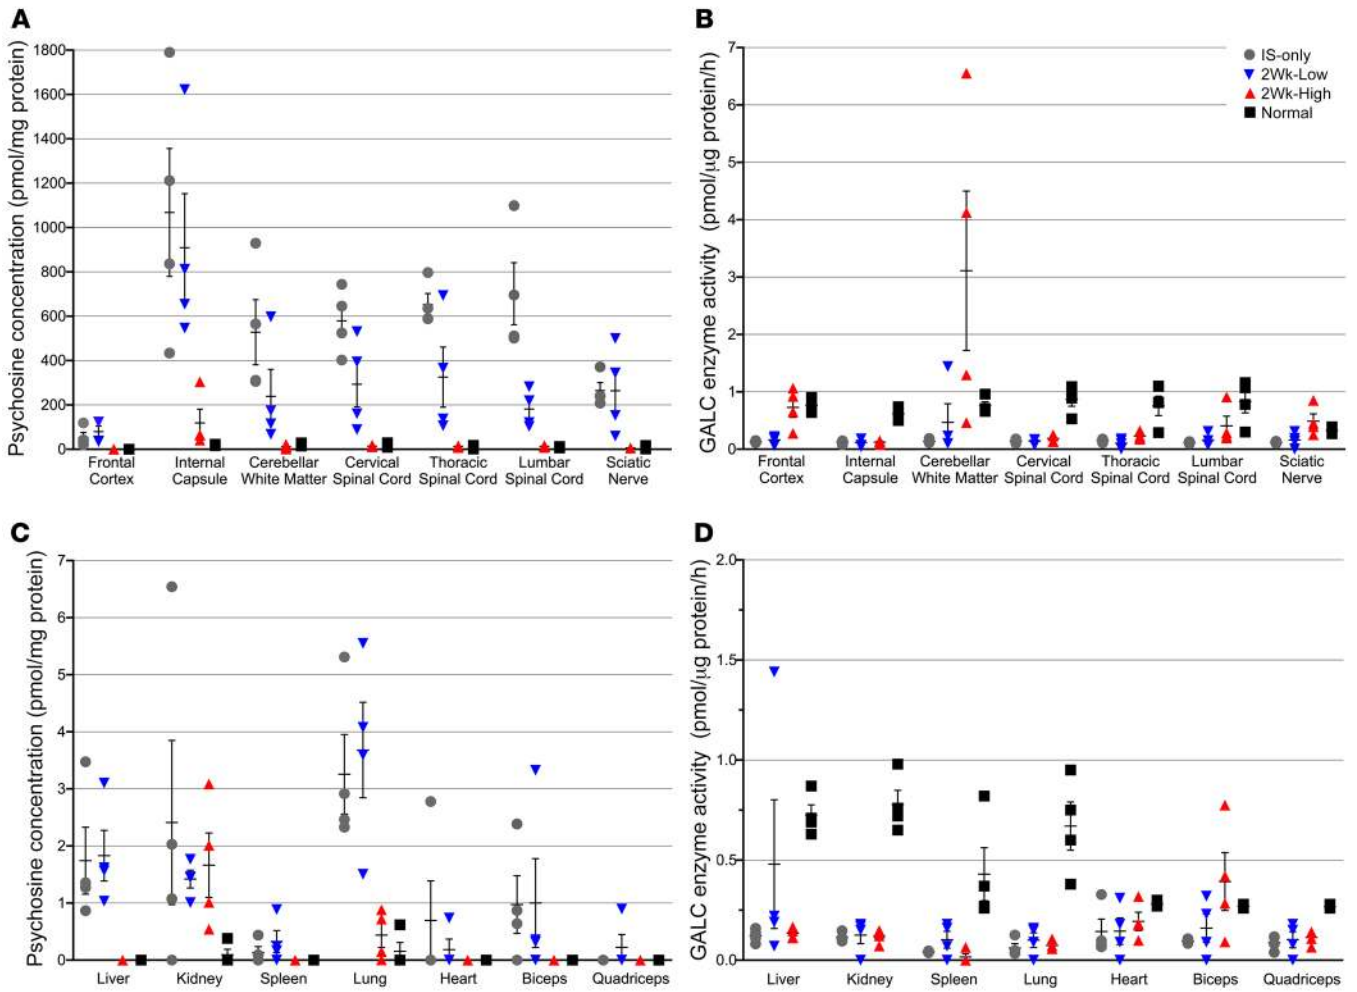 A
Psychosine concentration (pmol/mg protein)
1800
1600
1400
1200
1000
800
600
400
200
0
Frontal Cortex
Internal Capsule
Cerebellar White Matter
Cervical Spinal Cord
Thoracic Spinal Cord
Lumbar Spinal Cord
Sciatic Nerve
B
GALC enzyme activity (pmol/µg protein/h)
7
6
5
4
3
2
1
0
IS-only
2Wk-Low
2Wk-High
Normal
Frontal Cortex
Internal Capsule
Cerebellar White Matter
Cervical Spinal Cord
Thoracic Spinal Cord
Lumbar Spinal Cord
Sciatic Nerve
C
Psychosine concentration (pmol/mg protein)
7
6
5
4
3
2
1
0
Liver
Kidney
Spleen
Lung
Heart
Biceps
Quadriceps
D
GALC enzyme activity (pmol/µg protein/h)
2.0
1.5
1.0
0.5
0.0
Liver
Kidney
Spleen
Lung
Heart
Biceps
Quadriceps